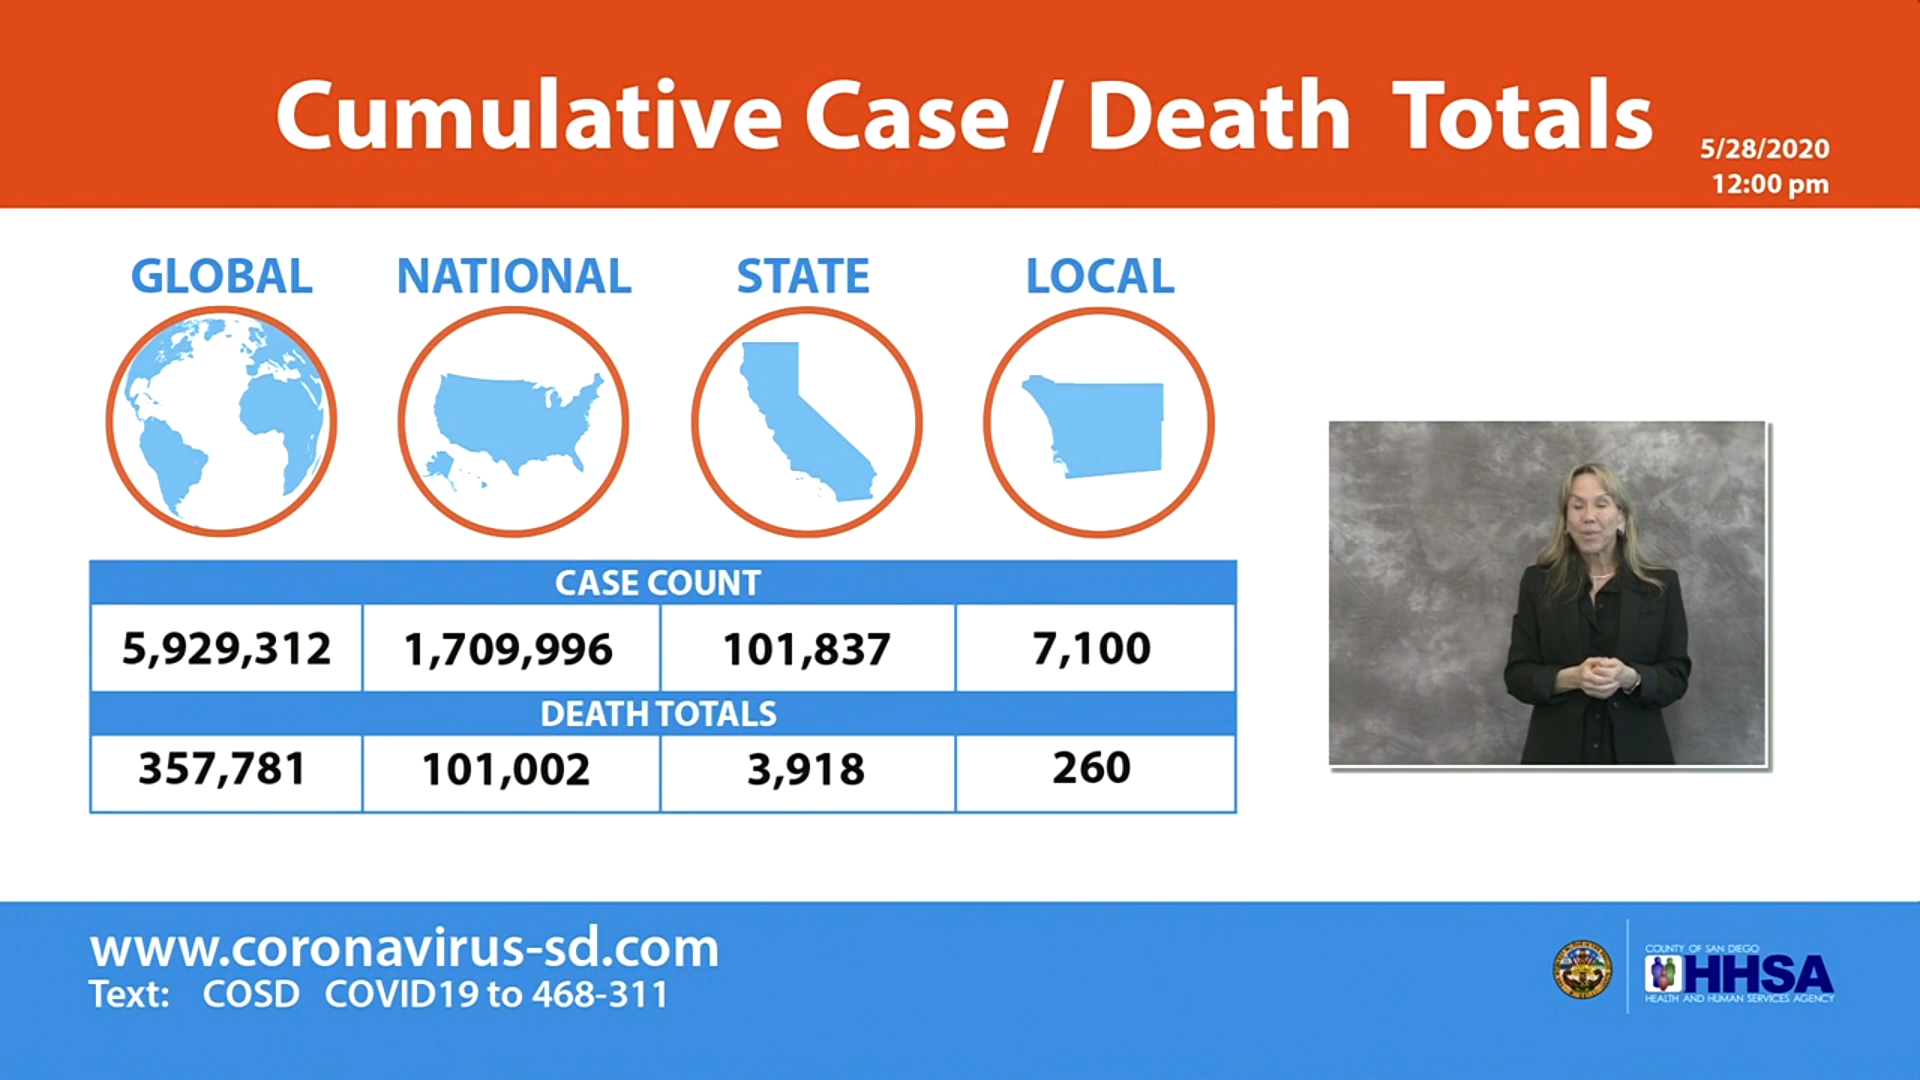 Cumulative Case / Death Totals
5/28/2020
12:00 pm
GLOBAL NATIONAL STATE LOCAL
CASE COUNT
5,929,312 1,709,996 101,837 7,100
DEATH TOTALS
357,781 101,002 3,918 260
www.coronavirus-sd.com
Text: COSD COVID19 to 468-311
COUNTY OF SAN DIEGO
HHSA
HEALTH AND HUMAN SERVICES AGENCY